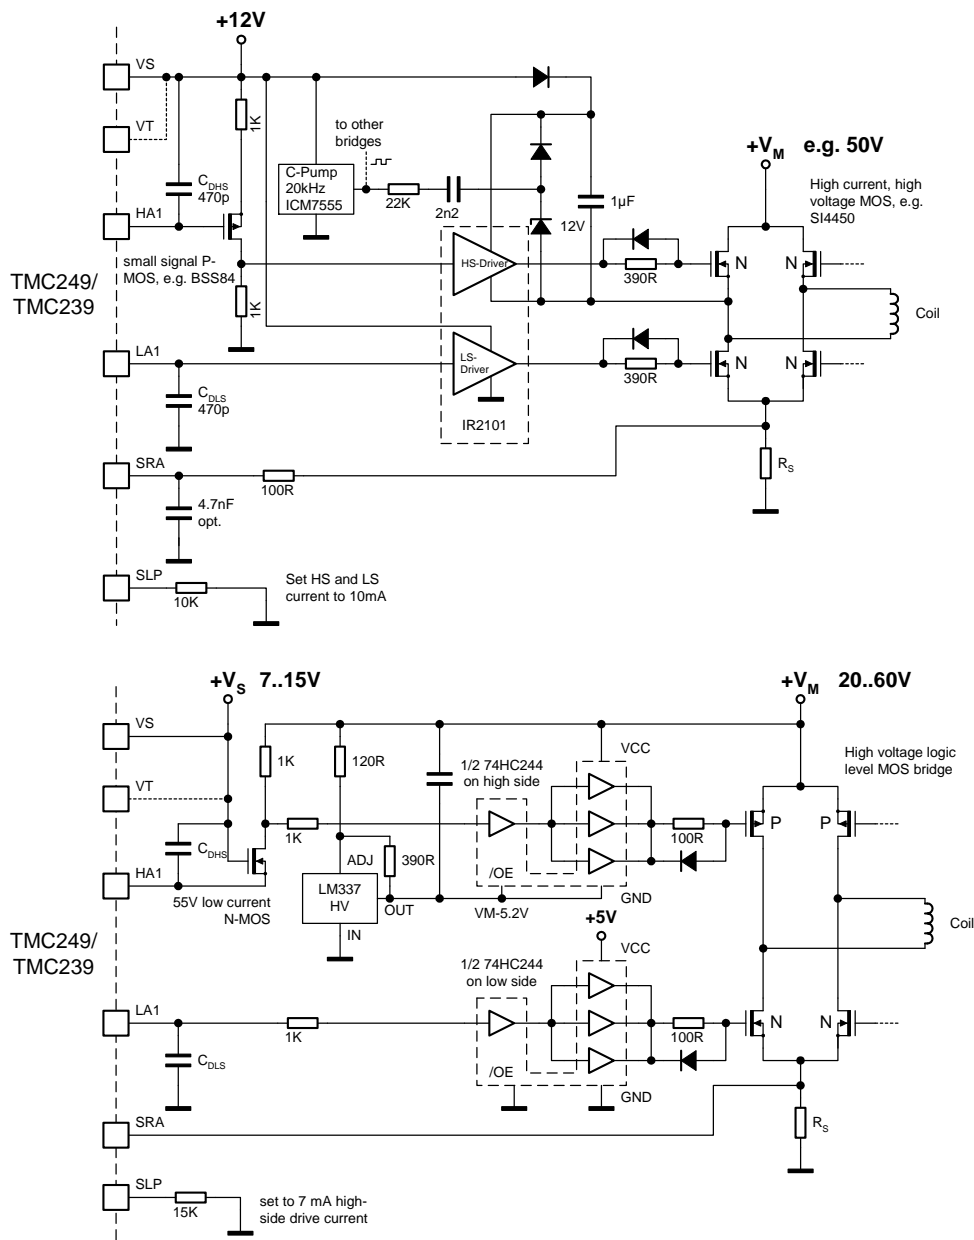 +12V
VS
1K
VT
to other
bridges
C-Pump
20kHz
ICM7555
22K
2n2
1µF
12V
+VM e.g. 50V
High current, high
voltage MOS, e.g.
SI4450
CDHS
470p
HA1
small signal P-
MOS, e.g. BSS84
1K
HS-Driver
390R
N
N
Coil
TMC249/
TMC239
LA1
CDLS
470p
LS-
Driver
390R
N
N
IR2101
SRA
100R
RS
4.7nF
opt.
SLP
10K
Set HS and LS
current to 10mA
+VS 7..15V
+VM 20..60V
VS
1K
120R
VCC
1/2 74HC244
on high side
High voltage logic
level MOS bridge
VT
CDHS
1K
ADJ
390R
100R
P
P
/OE
HA1
55V low current
N-MOS
LM337
HV
OUT
IN
VM-5.2V
GND
+5V
VCC
Coil
TMC249/
TMC239
1/2 74HC244
on low side
LA1
1K
100R
N
N
CDLS
/OE
GND
SRA
RS
SLP
15K
set to 7 mA high-
side drive current